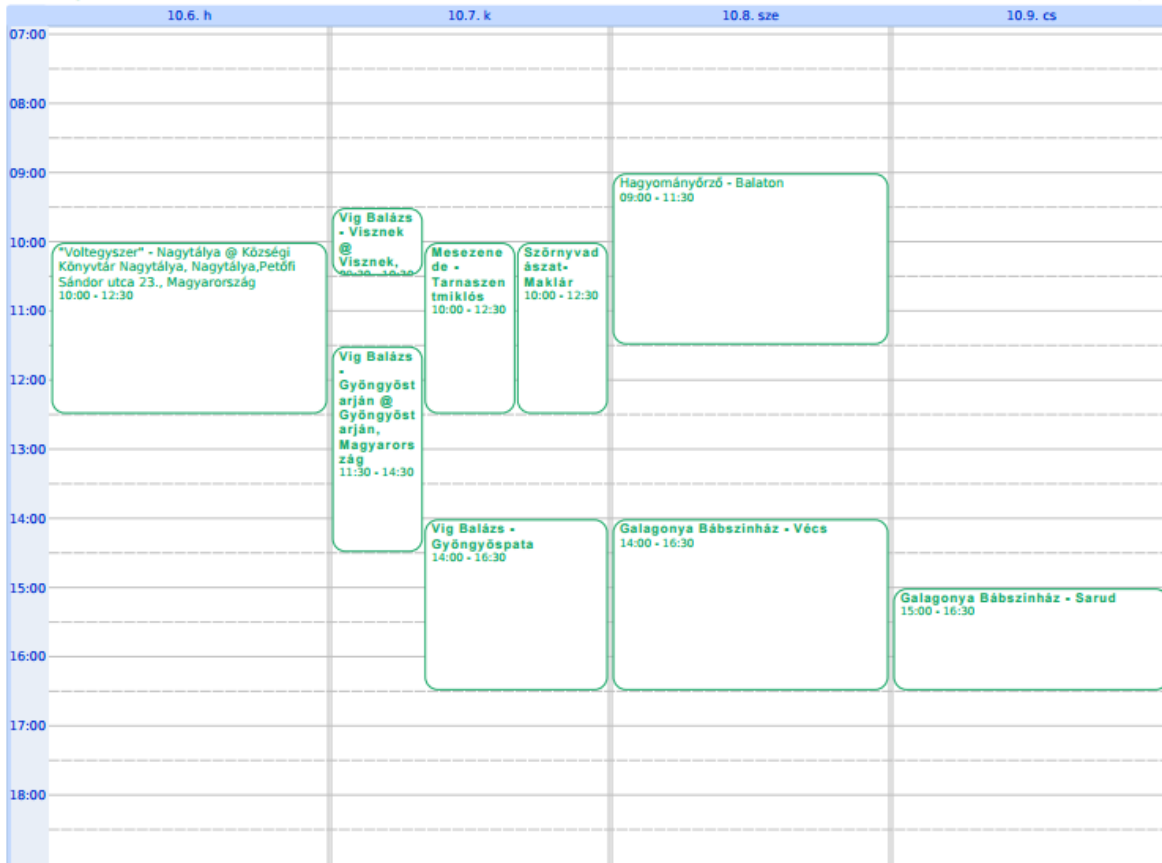 10.6. h
10.7. k
10.8. sze
10.9. cs
07:00
08:00
09:00
10:00
11:00
12:00
13:00
14:00
15:00
16:00
17:00
18:00
"Voltegyszer" - Nagytálya @ Községi
Könyvtár Nagytálya, Nagytálya,Petőfi
Sándor utca 23., Magyarország
10:00 - 12:30
Vig Balázs
- Visznek
@
Visznek,
Vig Balázs
-
Gyöngyöst
arján @
Gyöngyöst
arján,
Magyarors
zág
11:30 - 14:30
Mesezene
de -
Tarnaszen
tmiklós
10:00 - 12:30
Szörnyvad
ászat-
Maklár
10:00 - 12:30
Vig Balázs -
Gyöngyöspata
14:00 - 16:30
Hagyományőrző - Balaton
09:00 - 11:30
Galagonya Bábszinház - Vécs
14:00 - 16:30
Galagonya Bábszinház - Sarud
15:00 - 16:30